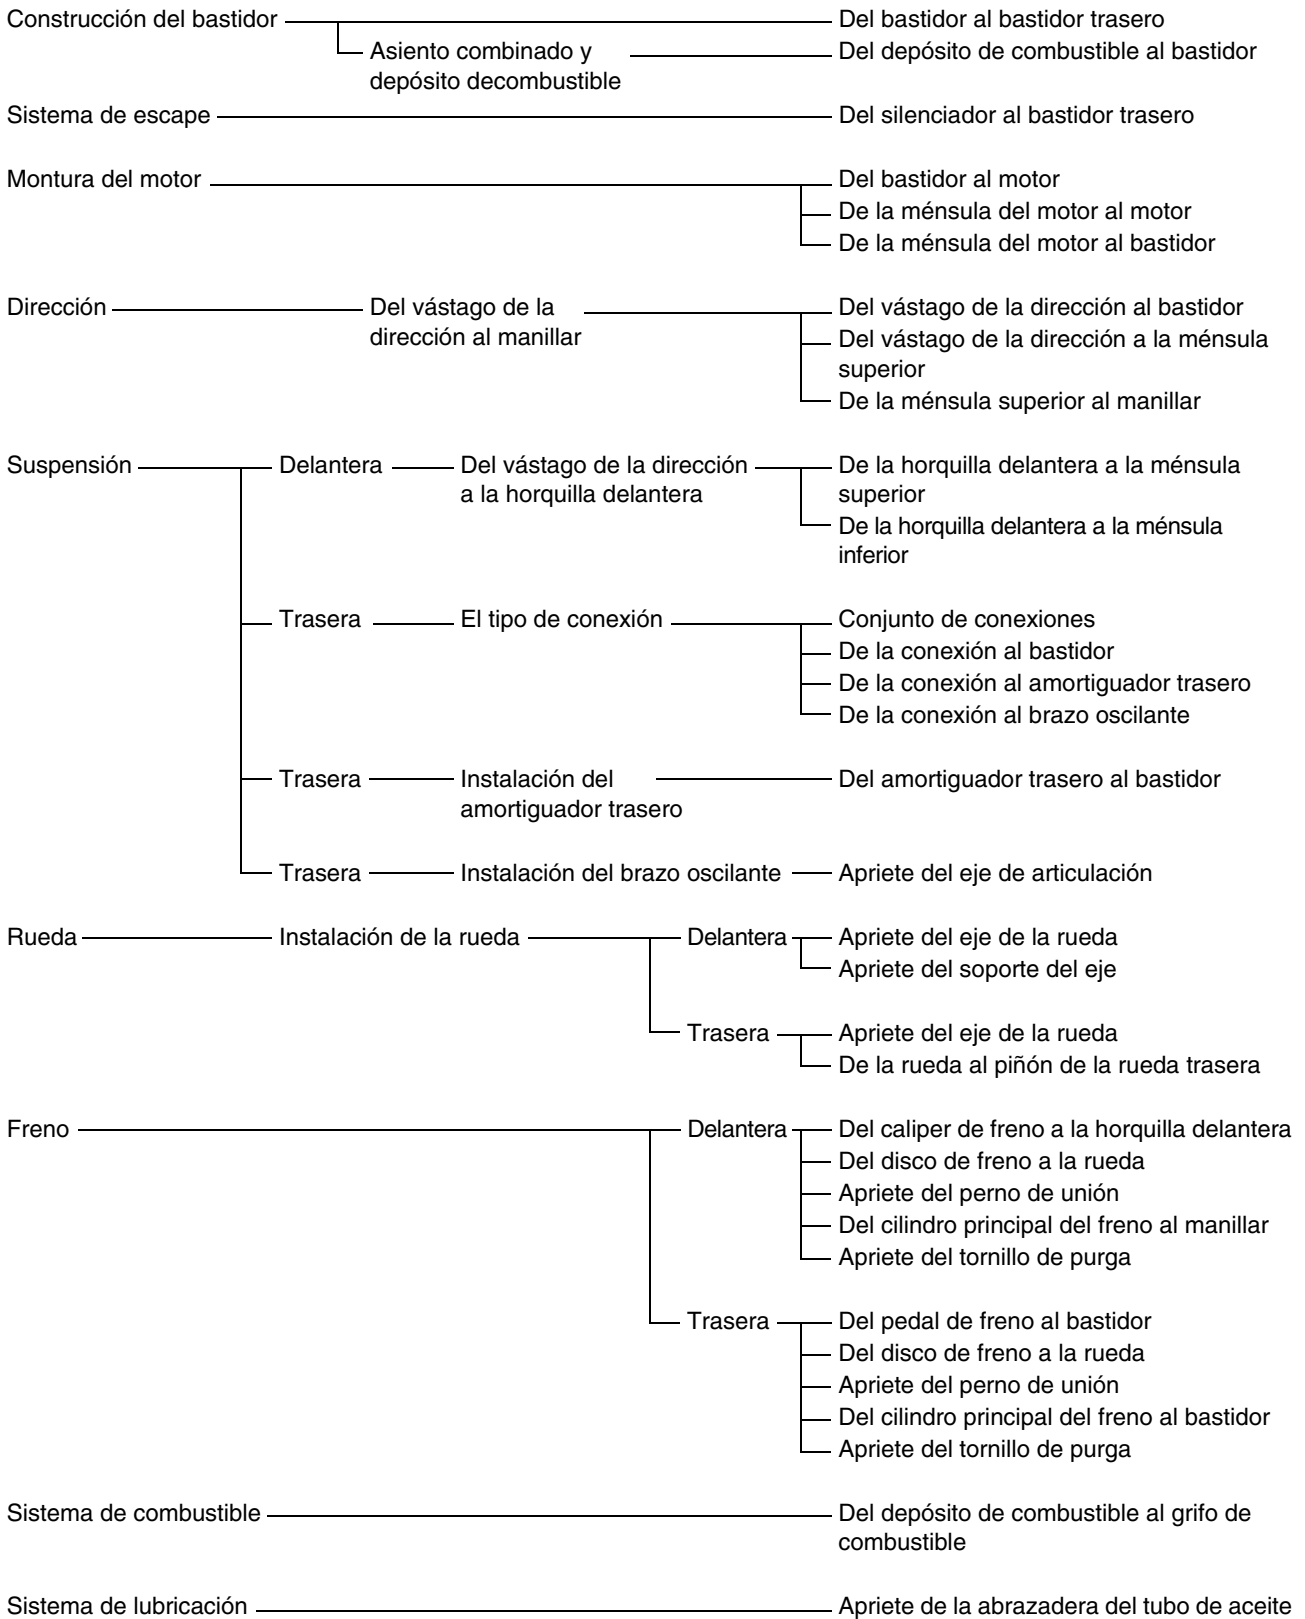 Construcción del bastidor
Del bastidor al bastidor trasero
Asiento combinado y
depósito decombustible
Del depósito de combustible al bastidor
Sistema de escape
Del silenciador al bastidor trasero
Montura del motor
Del bastidor al motor
De la ménsula del motor al motor
De la ménsula del motor al bastidor
Dirección
Del vástago de la
dirección al manillar
Del vástago de la dirección al bastidor
Del vástago de la dirección a la ménsula
superior
De la ménsula superior al manillar
Suspensión
Delantera
Del vástago de la dirección
a la horquilla delantera
De la horquilla delantera a la ménsula
superior
De la horquilla delantera a la ménsula
inferior
Trasera
El tipo de conexión
Conjunto de conexiones
De la conexión al bastidor
De la conexión al amortiguador trasero
De la conexión al brazo oscilante
Trasera
Instalación del
amortiguador trasero
Del amortiguador trasero al bastidor
Trasera
Instalación del brazo oscilante
Apriete del eje de articulación
Rueda
Instalación de la rueda
Delantera
Apriete del eje de la rueda
Apriete del soporte del eje
Trasera
Apriete del eje de la rueda
De la rueda al piñón de la rueda trasera
Freno
Delantera
Del caliper de freno a la horquilla delantera
Del disco de freno a la rueda
Apriete del perno de unión
Del cilindro principal del freno al manillar
Apriete del tornillo de purga
Trasera
Del pedal de freno al bastidor
Del disco de freno a la rueda
Apriete del perno de unión
Del cilindro principal del freno al bastidor
Apriete del tornillo de purga
Sistema de combustible
Del depósito de combustible al grifo de
combustible
Sistema de lubricación
Apriete de la abrazadera del tubo de aceite